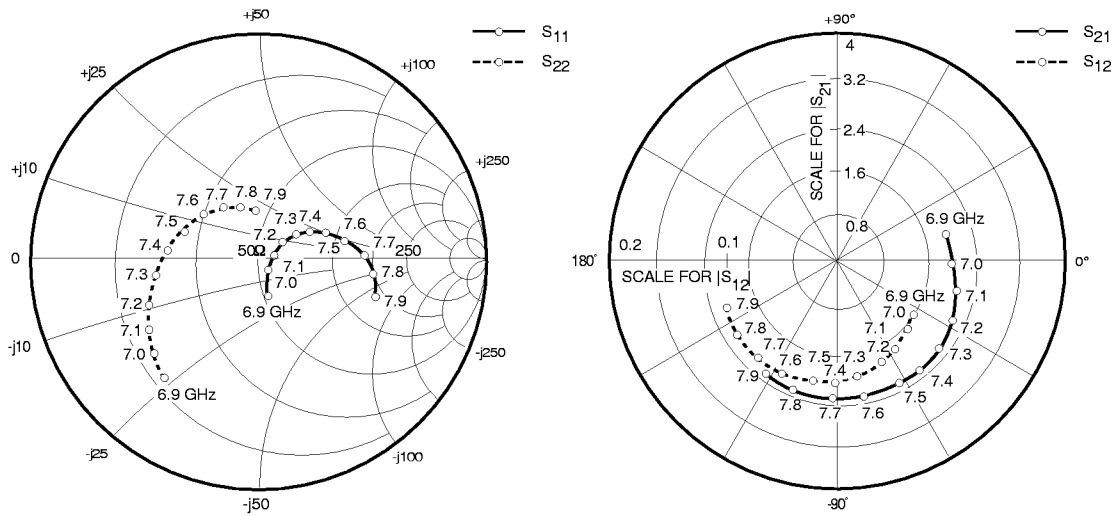 +j50
S11
S22
+j25
+j100
+j10
+j250
7.6 7.7 7.8 7.9
7.5
7.3 7.4
7.6
7.4
7.2
7.5
7.7
0
50Ω
250
7.3
7.1
7.0
7.8
7.2
6.9 GHz
7.9
7.1
7.0
6.9 GHz
-j10
-j250
-j25
-j100
-j50
+90°
S21
S12
4
3.2
2.4
1.6
0.8
SCALE FOR |S21|
6.9 GHz
0.2
0.1
180°
7.0
0°
SCALE FOR |S12|
6.9 GHz
7.9
7.0
7.1
7.8
7.1
7.2
7.7
7.6
7.5
7.4
7.3
7.2
7.3
7.9
7.4
7.8
7.7
7.6
7.5
-90°